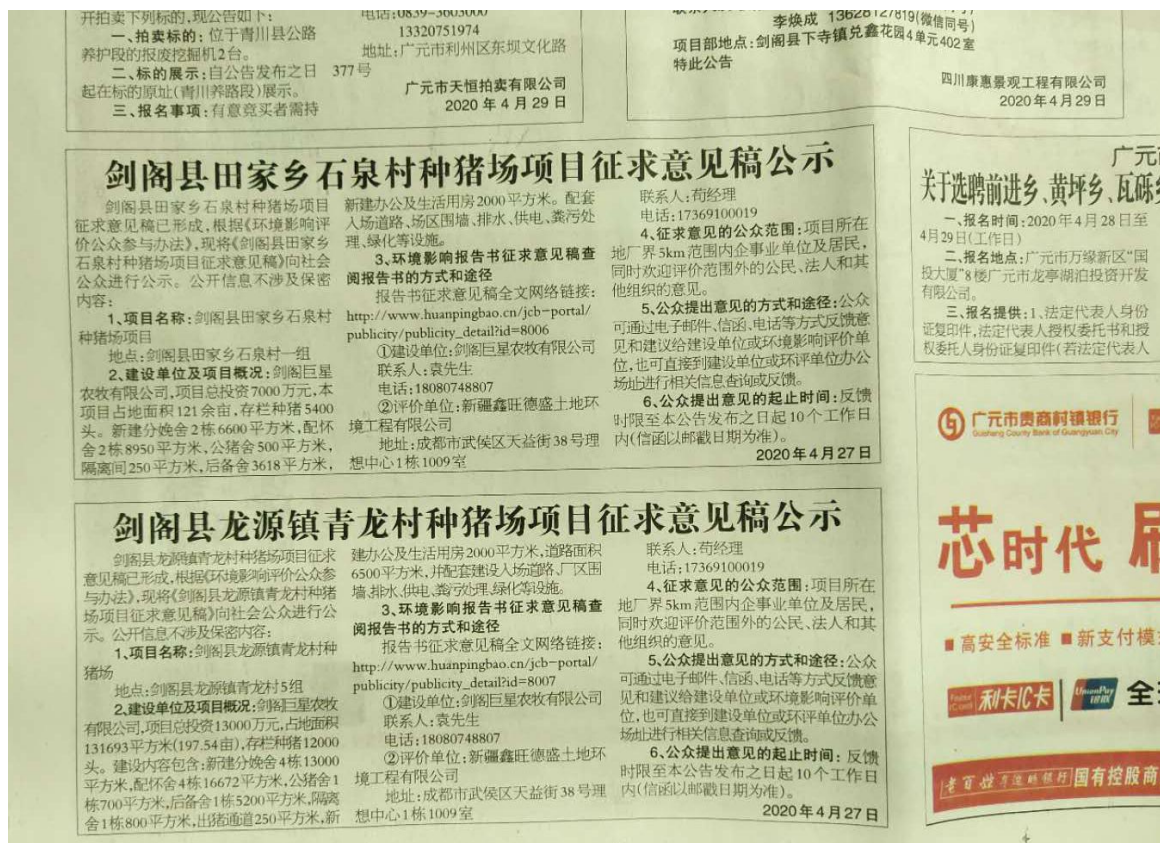 开拍卖下列标的,现公告如下:
一、拍卖标的:位于青川县公路
养护段的报废挖掘机2台。
二、标的展示:自公告发布之日
起在标的原址(青川养路段)展示。
三、报名事项:有意竞买者需持
电话:0839-3603000
13320751974
地址:广元市利州区东坝文化路
377号
广元市天恒拍卖有限公司
2020年4月29日
李焕成 13628127819(微信同号)
项目部地点:剑阁县下寺镇兑鑫花园4单元402室
特此公告
四川康惠景观工程有限公司
2020年4月29日
剑阁县田家乡石泉村种猪场项目征求意见稿公示
剑阁县田家乡石泉村种猪场项目
征求意见稿已形成,根据《环境影响评
价公众参与办法》,现将《剑阁县田家乡
石泉村种猪场项目征求意见稿》向社会
公众进行公示。公开信息不涉及保密
内容:
1、项目名称:剑阁县田家乡石泉村
种猪场项目
地点:剑阁县田家乡石泉村一组
2、建设单位及项目概况:剑阁巨星
农牧有限公司,项目总投资7000万元,本
项目占地面积121余亩,存栏种猪5400
头。新建分娩舍2栋6600平方米,配怀
舍2栋8950平方米,公猪舍500平方米,
隔离间250平方米,后备舍3618平方米,
新建办公及生活用房2000平方米。配套
入场道路、场区围墙、排水、供电、粪污处
理、绿化等设施。
3、环境影响报告书征求意见稿查
阅报告书的方式和途径
报告书征求意见稿全文网络链接:
http://www.huanpingbao.cn/jcb-portal/
publicity/publicity_detail?id=8006
①建设单位:剑阁巨星农牧有限公司
联系人:袁先生
电话:18080748807
②评价单位:新疆鑫旺德盛土地环
境工程有限公司
地址:成都市武侯区天益街38号理
想中心1栋1009室
联系人:苟经理
电话:17369100019
4、征求意见的公众范围:项目所在
地厂界5km范围内企事业单位及居民,
同时欢迎评价范围外的公民、法人和其
他组织的意见。
5、公众提出意见的方式和途径:公众
可通过电子邮件、信函、电话等方式反馈意
见和建议给建设单位或环境影响评价单
位,也可直接到建设单位或环评单位办公
场址进行相关信息查询或反馈。
6、公众提出意见的起止时间:反馈
时限至本公告发布之日起10个工作日
内(信函以邮戳日期为准)。
2020年4月27日
剑阁县龙源镇青龙村种猪场项目征求意见稿公示
剑阁县龙源镇青龙村种猪场项目征求
意见稿已形成,根据《环境影响评价公众参
与办法》,现将《剑阁县龙源镇青龙村种猪
场项目征求意见稿》向社会公众进行公
示。公开信息不涉及保密内容:
1、项目名称:剑阁县龙源镇青龙村种
猪场
地点:剑阁县龙源镇青龙村5组
2、建设单位及项目概况:剑阁巨星农牧
有限公司,项目总投资13000万元,占地面积
131693平方米(197.54亩),存栏种猪12000
头。建设内容包含:新建分娩舍4栋13000
平方米,配怀舍4栋16672平方米,公猪舍1
栋700平方米,后备舍1栋5200平方米,隔离
舍1栋800平方米,出猪通道250平方米,新
建办公及生活用房2000平方米,道路面积
6500平方米,并配套建设入场道路、厂区围
墙、排水、供电、粪污处理、绿化等设施。
3、环境影响报告书征求意见稿查
阅报告书的方式和途径
报告书征求意见稿全文网络链接:
http://www.huanpingbao.cn/jcb-portal/
publicity/publicity_detail?id=8007
①建设单位:剑阁巨星农牧有限公司
联系人:袁先生
电话:18080748807
②评价单位:新疆鑫旺德盛土地环
境工程有限公司
地址:成都市武侯区天益街38号理
想中心1栋1009室
联系人:苟经理
电话:17369100019
4、征求意见的公众范围:项目所在
地厂界5km范围内企事业单位及居民,
同时欢迎评价范围外的公民、法人和其
他组织的意见。
5、公众提出意见的方式和途径:公众
可通过电子邮件、信函、电话等方式反馈意
见和建议给建设单位或环境影响评价单
位,也可直接到建设单位或环评单位办公
场址进行相关信息查询或反馈。
6、公众提出意见的起止时间:反馈
时限至本公告发布之日起10个工作日
内(信函以邮戳日期为准)。
2020年4月27日
广元
关于选聘前进乡、黄坪乡、瓦砾
一、报名时间:2020年4月28日至
4月29日(工作日)
二、报名地点:广元市万缘新区“国
投大厦”8楼广元市龙亭湖泊投资开发
有限公司。
三、报名提供:1、法定代表人身份
证复印件,法定代表人授权委托书和授
权委托人身份证复印件(若法定代表人
广元市贵商村镇银行
Guishang County Bank of Guangyuan City
芯时代
■ 高安全标准 ■ 新支付模
利卡IC卡
UnionPay
银联
全
老百姓
国有控股商